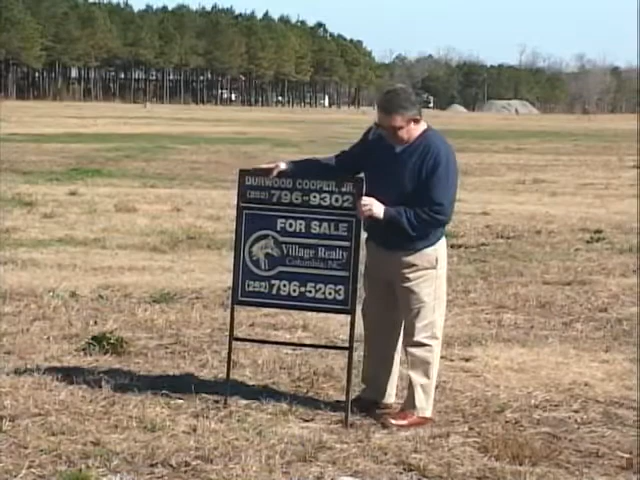 DURWOOD COOPER, JR.
(252) 796-9302
FOR SALE
Village Realty
Columbia, NC
(252) 796-5263